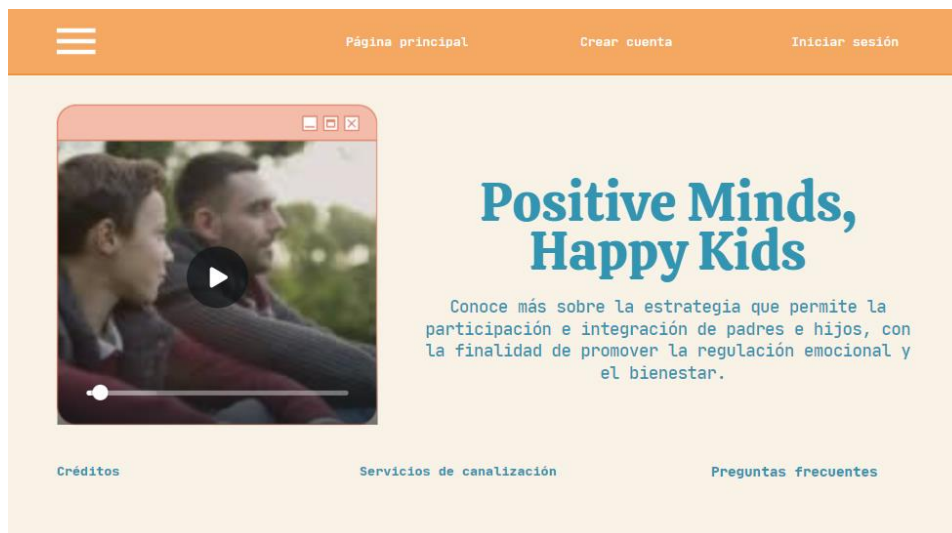 Página principal
Crear cuenta
Iniciar sesión
Positive Minds,
Happy Kids
Conoce más sobre la estrategia que permite la
participación e integración de padres e hijos, con
la finalidad de promover la regulación emocional y
el bienestar.
Créditos
Servicios de canalización
Preguntas frecuentes